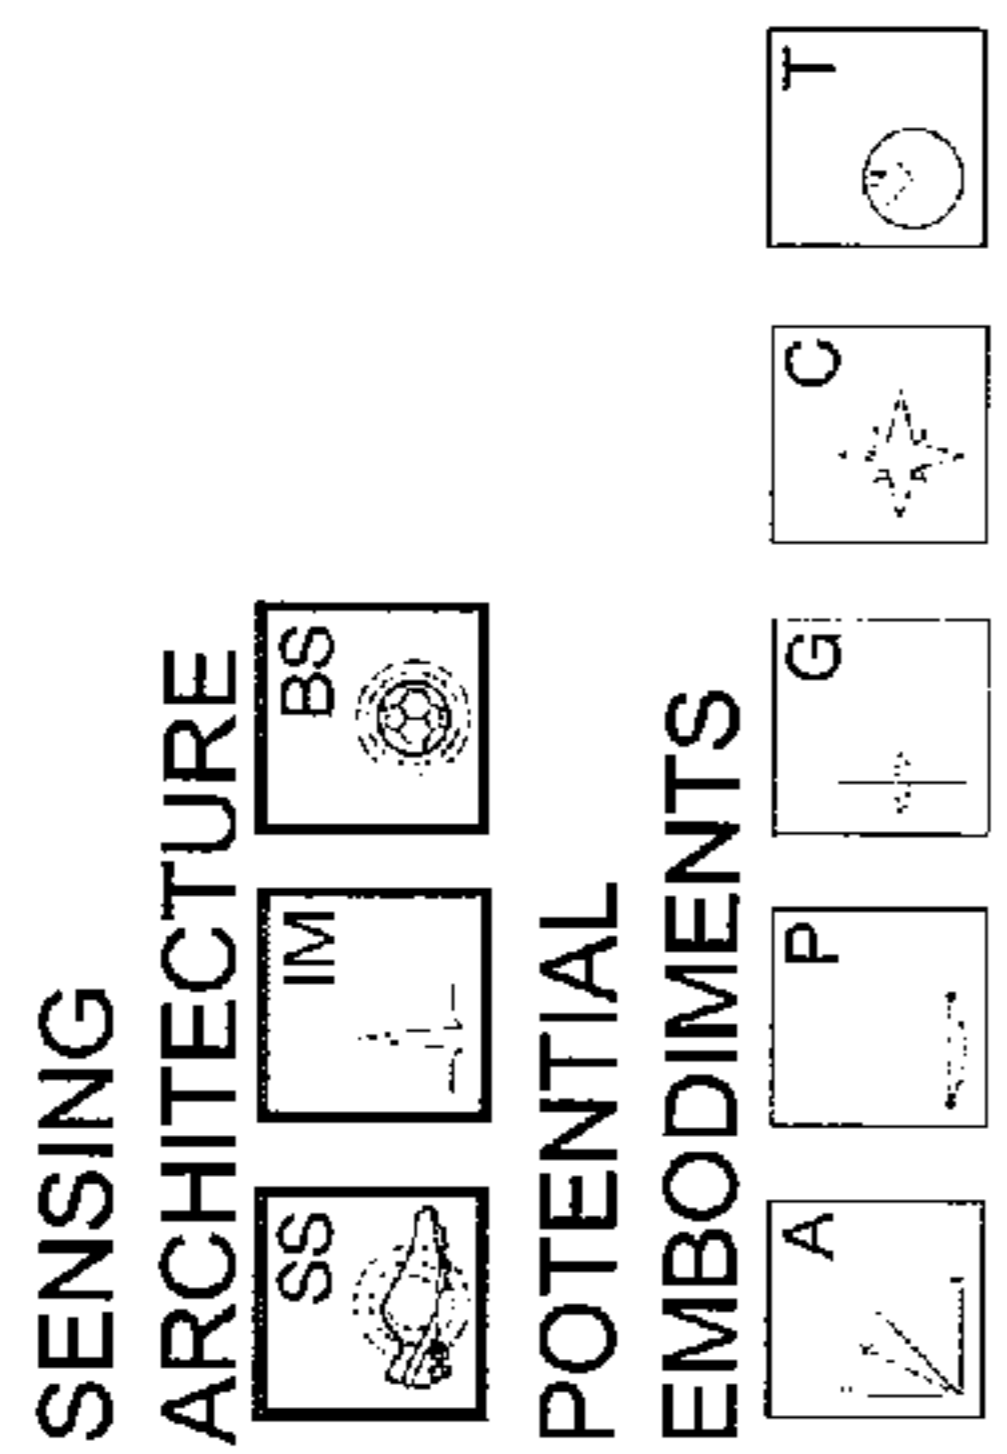 SENSING
ARCHITECTURE
SS IM BS
POTENTIAL
EMBODIMENTS
A P G C T